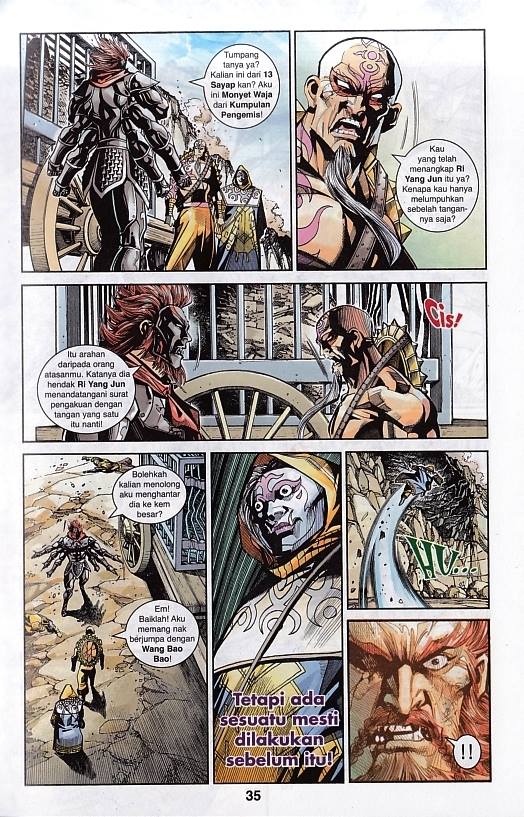 Tumpang
tanya ya?
Kalian ini dari 13
Sayap kan? Aku
ini Monyet Waja
dari Kumpulan
Pengemis!
Kau
yang telah
menangkap Ri
Yang Jun itu ya?
Kenapa kau hanya
melumpuhkan
sebelah tangan-
nya saja?
Cis!
Itu arahan
daripada orang
atasanmu. Katanya dia
hendak Ri Yang Jun
menandatangani surat
pengakuan dengan
tangan yang satu
itu nanti!
Bolehkah
kalian menolong
aku menghantar
dia ke kem
besar?
Em!
Baiklah! Aku
memang nak
berjumpa dengan
Wang Bao
Bao!
Tetapi ada
sesuatu mesti
dilakukan
sebelum itu!
HU...
!!
35